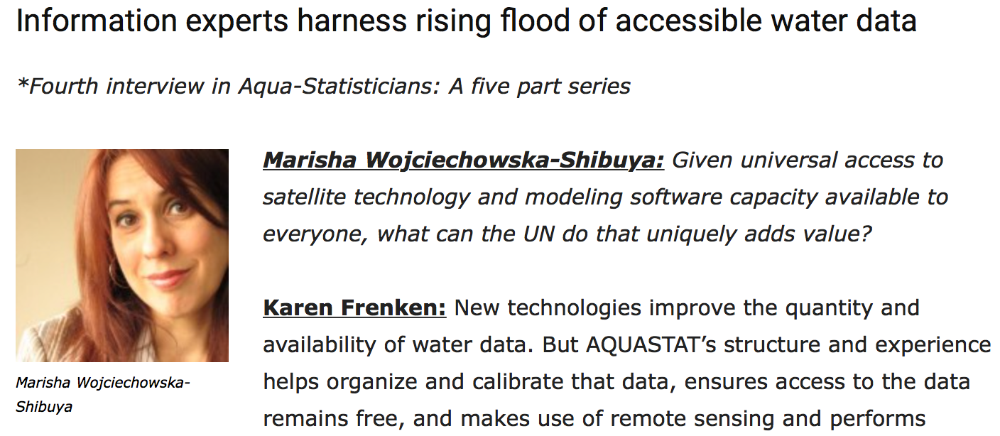 Information experts harness rising flood of accessible water data
*Fourth interview in Aqua-Statisticians: A five part series
Marisha Wojciechowska-
Shibuya
Marisha Wojciechowska-Shibuya: Given universal access to
satellite technology and modeling software capacity available to
everyone, what can the UN do that uniquely adds value?
Karen Frenken: New technologies improve the quantity and
availability of water data. But AQUASTAT’s structure and experience
helps organize and calibrate that data, ensures access to the data
remains free, and makes use of remote sensing and performs